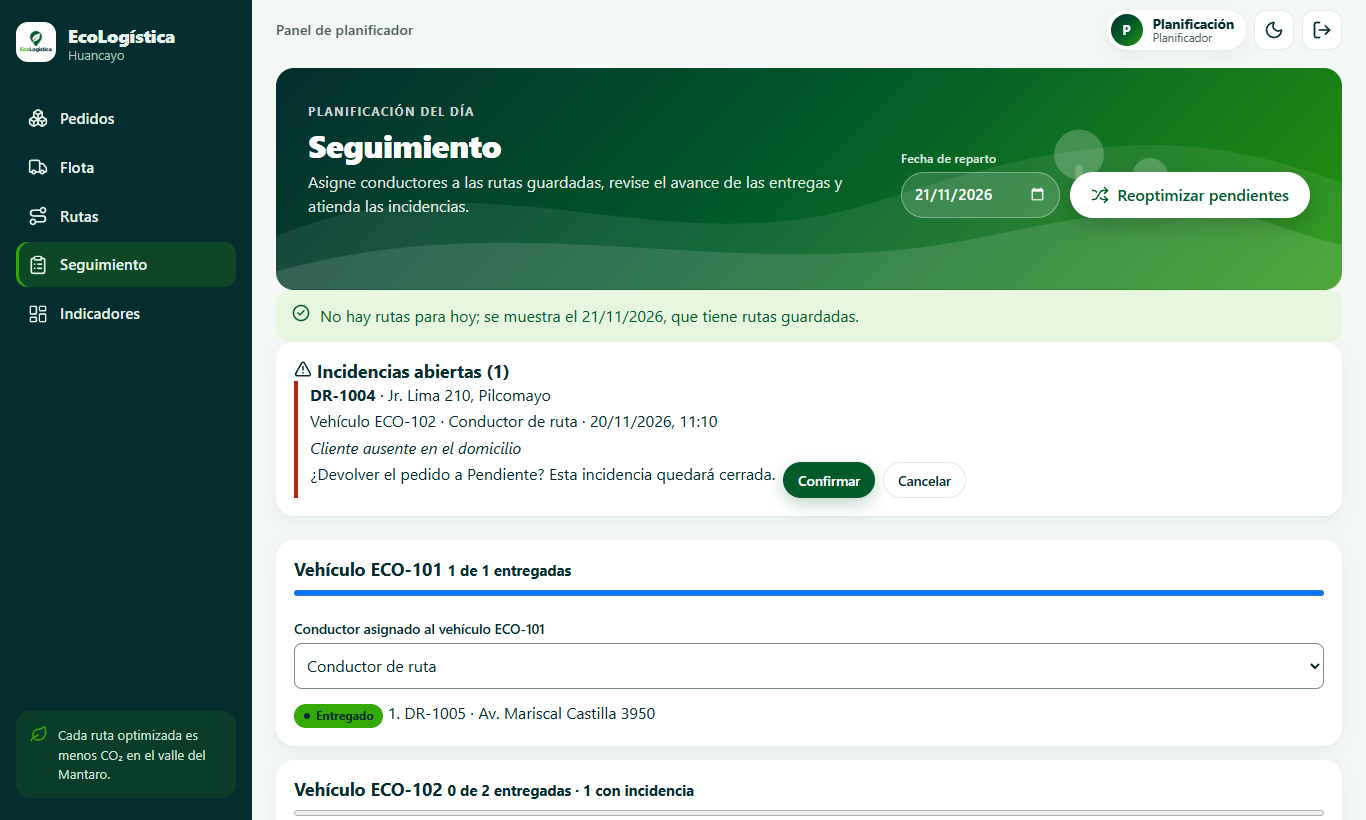 EcoLogística
EcoLogística
Huancayo
Pedidos
Flota
Rutas
Seguimiento
Indicadores
Cada ruta optimizada es
menos CO₂ en el valle del
Mantaro.
Panel de planificador
P
Planificación
Planificador
PLANIFICACIÓN DEL DÍA
Seguimiento
Asigne conductores a las rutas guardadas, revise el avance de las entregas y
atienda las incidencias.
Fecha de reparto
21/11/2026
Reoptimizar pendientes
No hay rutas para hoy; se muestra el 21/11/2026, que tiene rutas guardadas.
Incidencias abiertas (1)
DR-1004 · Jr. Lima 210, Pilcomayo
Vehículo ECO-102 · Conductor de ruta · 20/11/2026, 11:10
Cliente ausente en el domicilio
¿Devolver el pedido a Pendiente? Esta incidencia quedará cerrada. Confirmar Cancelar
Vehículo ECO-101 1 de 1 entregadas
Conductor asignado al vehículo ECO-101
Conductor de ruta
Entregado 1. DR-1005 · Av. Mariscal Castilla 3950
Vehículo ECO-102 0 de 2 entregadas · 1 con incidencia